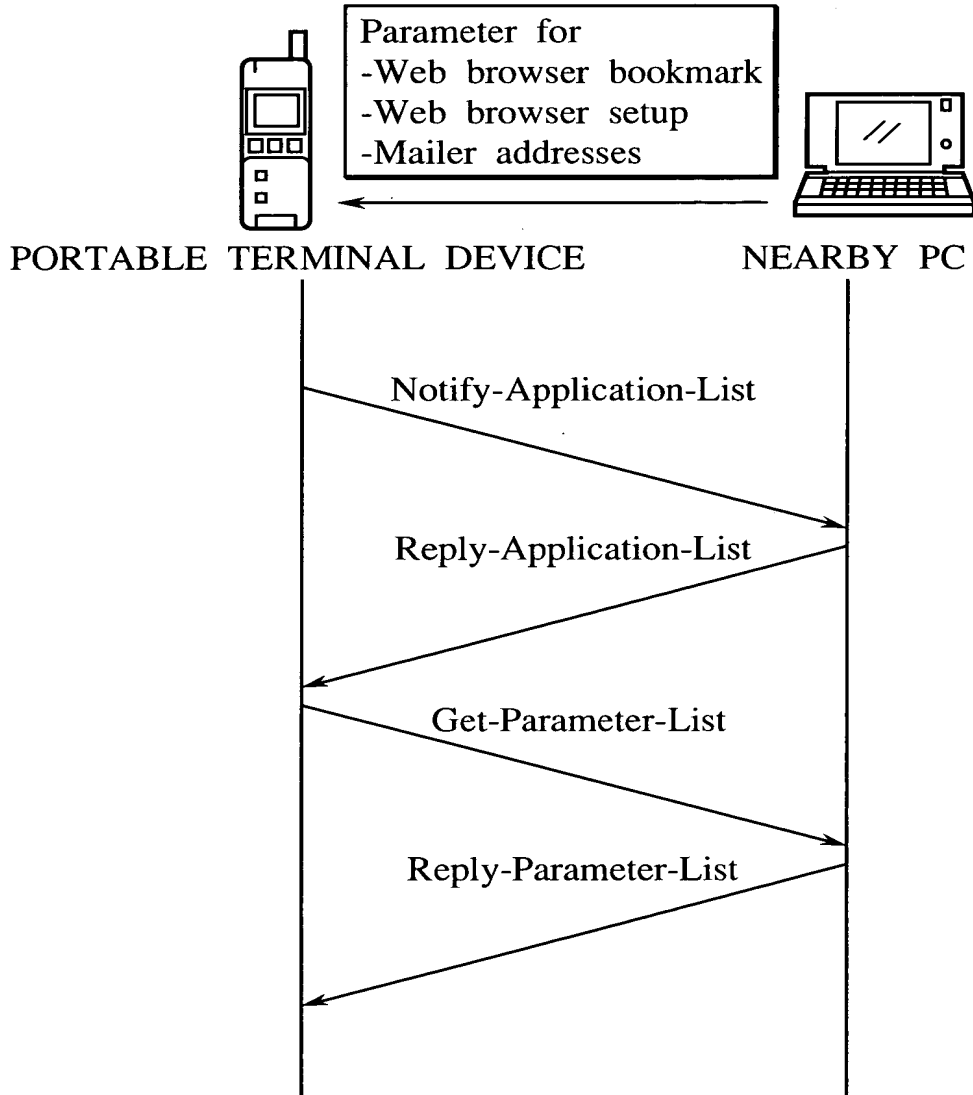 Parameter for
-Web browser bookmark
-Web browser setup
-Mailer addresses
PORTABLE TERMINAL DEVICE
NEARBY PC
Notify-Application-List
Reply-Application-List
Get-Parameter-List
Reply-Parameter-List